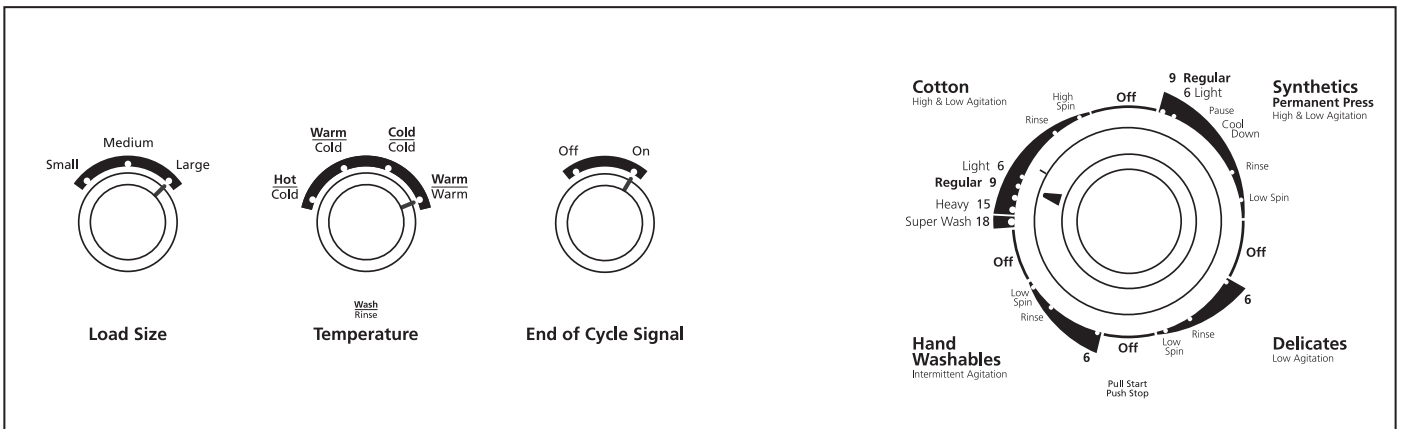 Small
Medium
Large
Load Size
Hot
Cold
Warm
Cold
Cold
Cold
Warm
Warm
Wash
Rinse
Temperature
Off
On
End of Cycle Signal
Cotton
High & Low Agitation
High
Spin
Rinse
Light 6
Regular 9
Heavy 15
Super Wash 18
Off
Off
9 Regular
6 Light
Pause
Cool
Down
Rinse
Low Spin
Synthetics
Permanent Press
High & Low Agitation
Off
6
Rinse
Low
Spin
Delicates
Low Agitation
Off
6
Low
Spin
Rinse
Hand
Washables
Intermittent Agitation
Pull Start
Push Stop